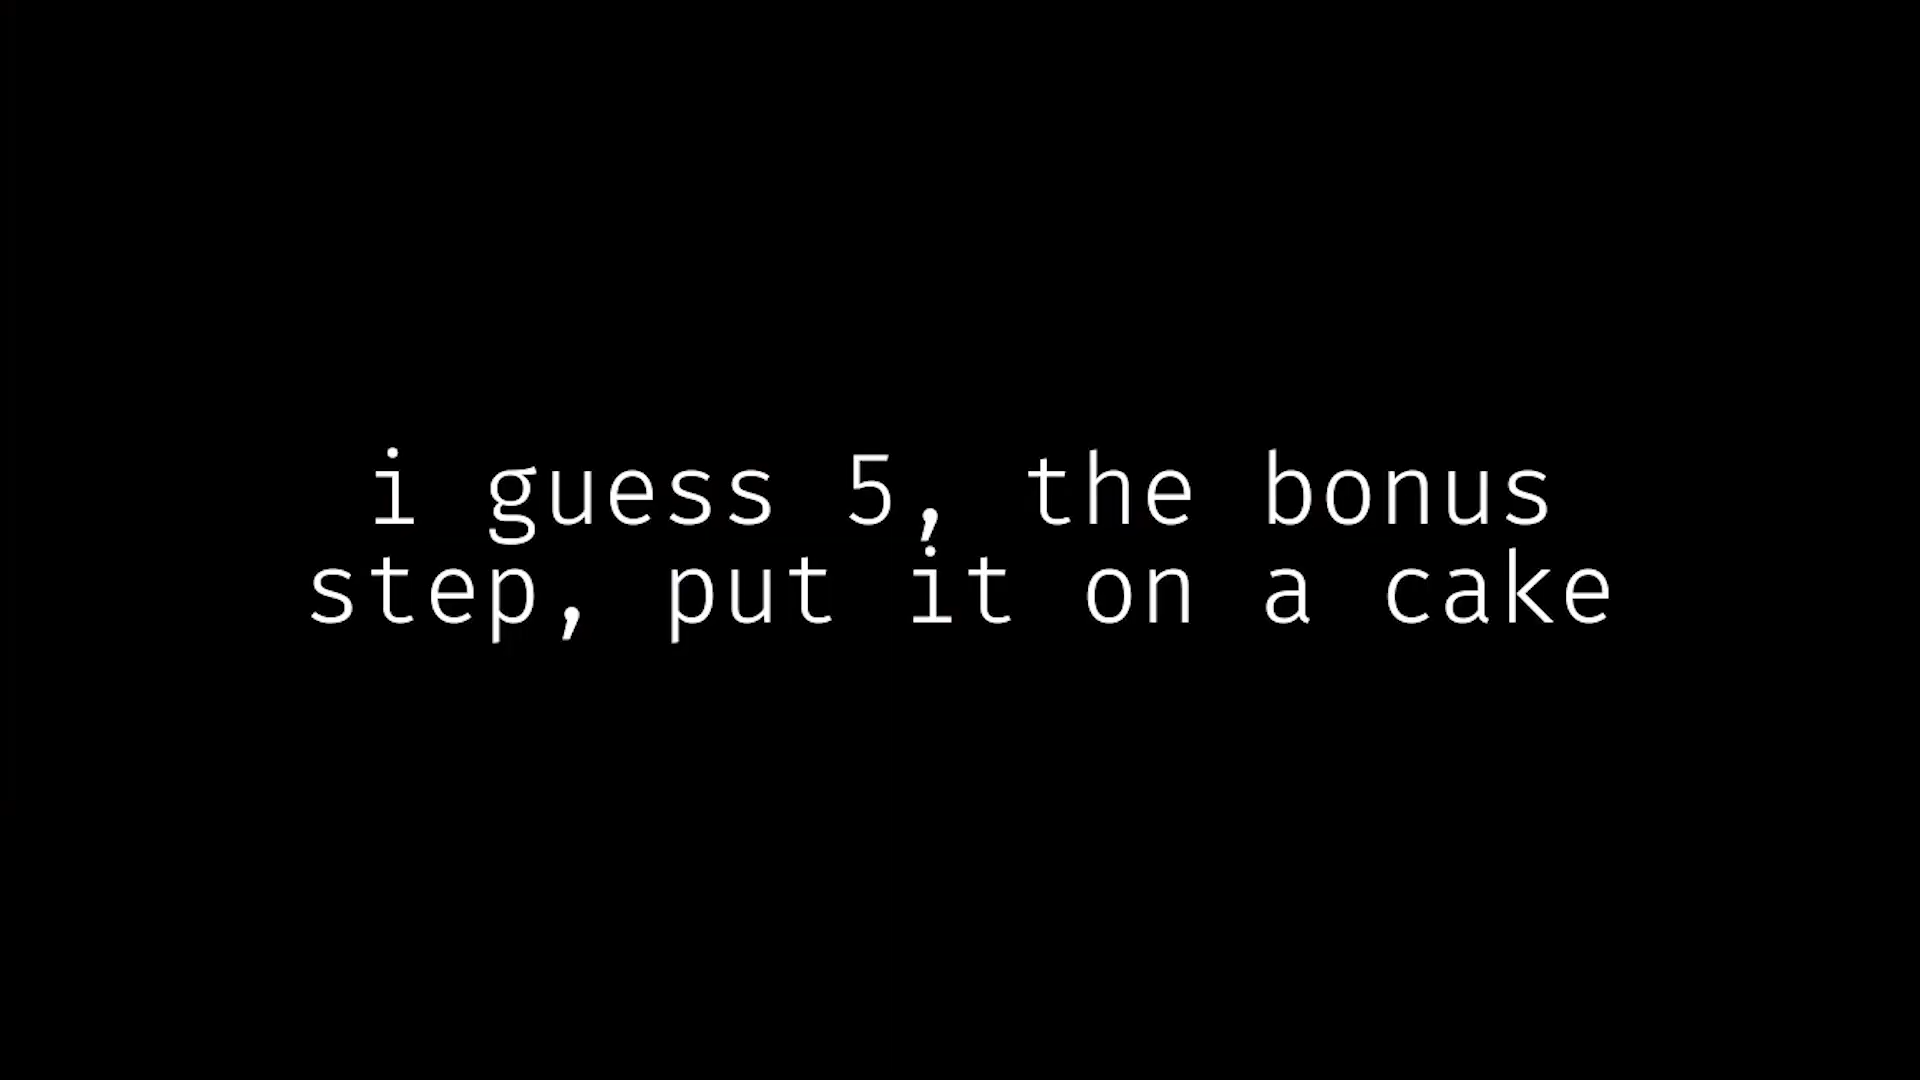 i guess 5, the bonus
step, put it on a cake